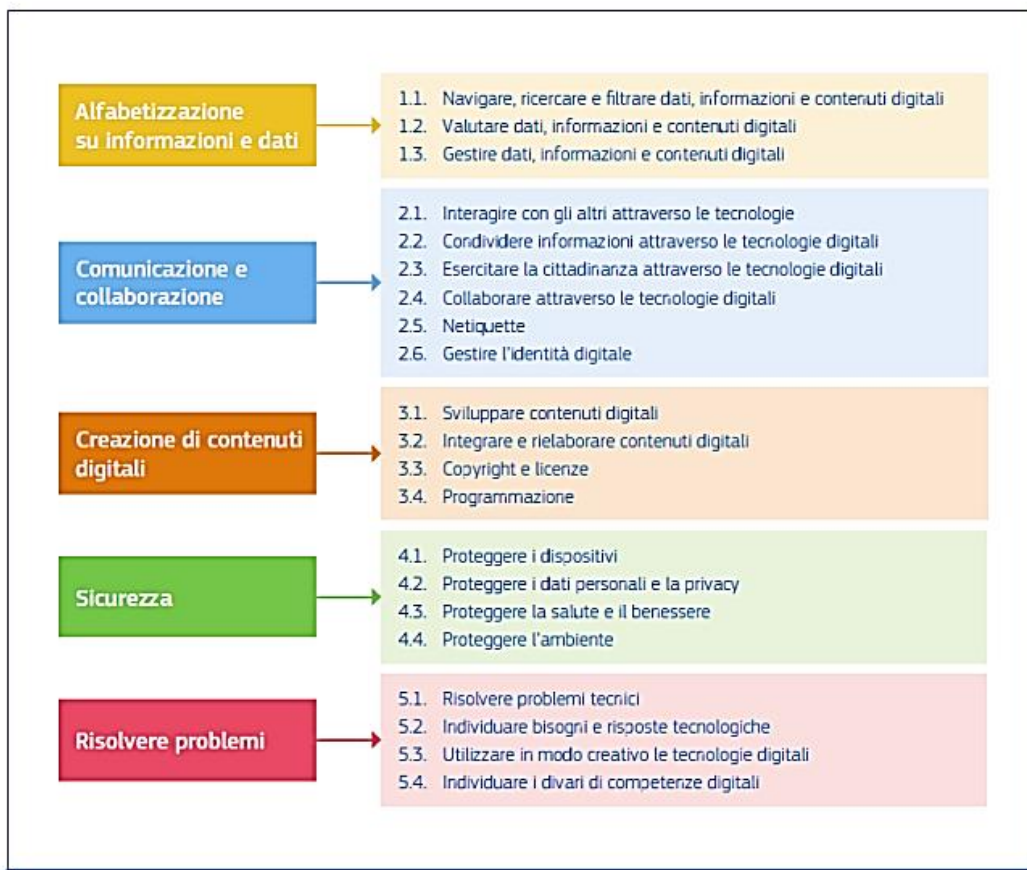 Alfabetizzazione
su informazioni e dati
1.1. Navigare, ricercare e filtrare dati, informazioni e contenuti digitali
1.2. Valutare dati, informazioni e contenuti digitali
1.3. Gestire dati, informazioni e contenuti digitali
Comunicazione e
collaborazione
2.1. Interagire con gli altri attraverso le tecnologie
2.2. Condividere informazioni attraverso le tecnologie digitali
2.3. Esercitare la cittadinanza attraverso le tecnologie digitali
2.4. Collaborare attraverso le tecnologie digitali
2.5. Netiquette
2.6. Gestire l'identità digitale
Creazione di contenuti
digitali
3.1. Sviluppare contenuti digitali
3.2. Integrare e rielaborare contenuti digitali
3.3. Copyright e licenze
3.4. Programmazione
Sicurezza
4.1. Proteggere i dispositivi
4.2. Proteggere i dati personali e la privacy
4.3. Proteggere la salute e il benessere
4.4. Proteggere l'ambiente
Risolvere problemi
5.1. Risolvere problemi tecnici
5.2. Individuare bisogni e risposte tecnologiche
5.3. Utilizzare in modo creativo le tecnologie digitali
5.4. Individuare i divari di competenze digitali